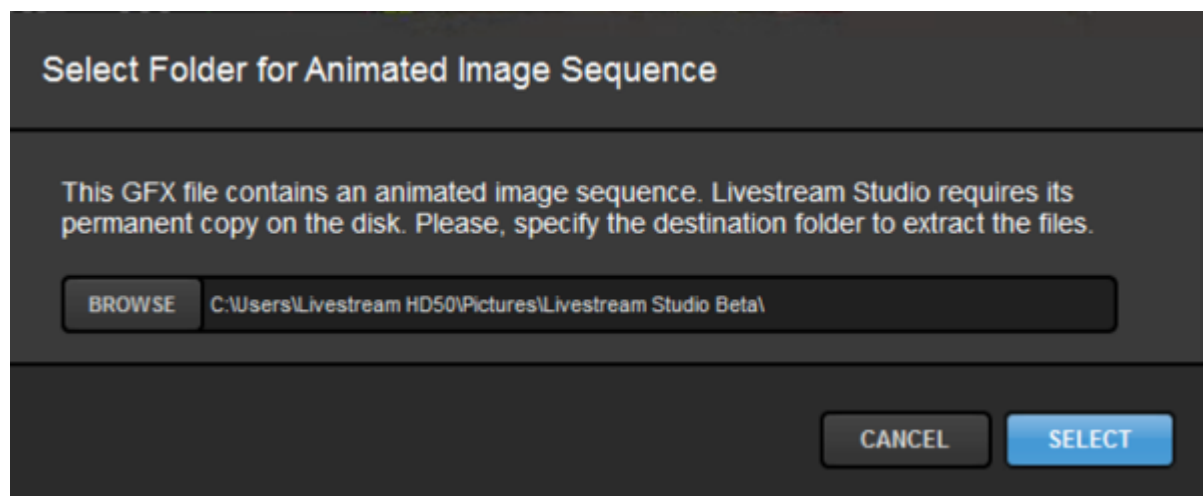 Select Folder for Animated Image Sequence
This GFX file contains an animated image sequence. Livestream Studio requires its
permanent copy on the disk. Please, specify the destination folder to extract the files.
BROWSE C:\Users\Livestream HD50\Pictures\Livestream Studio Beta\
CANCEL SELECT